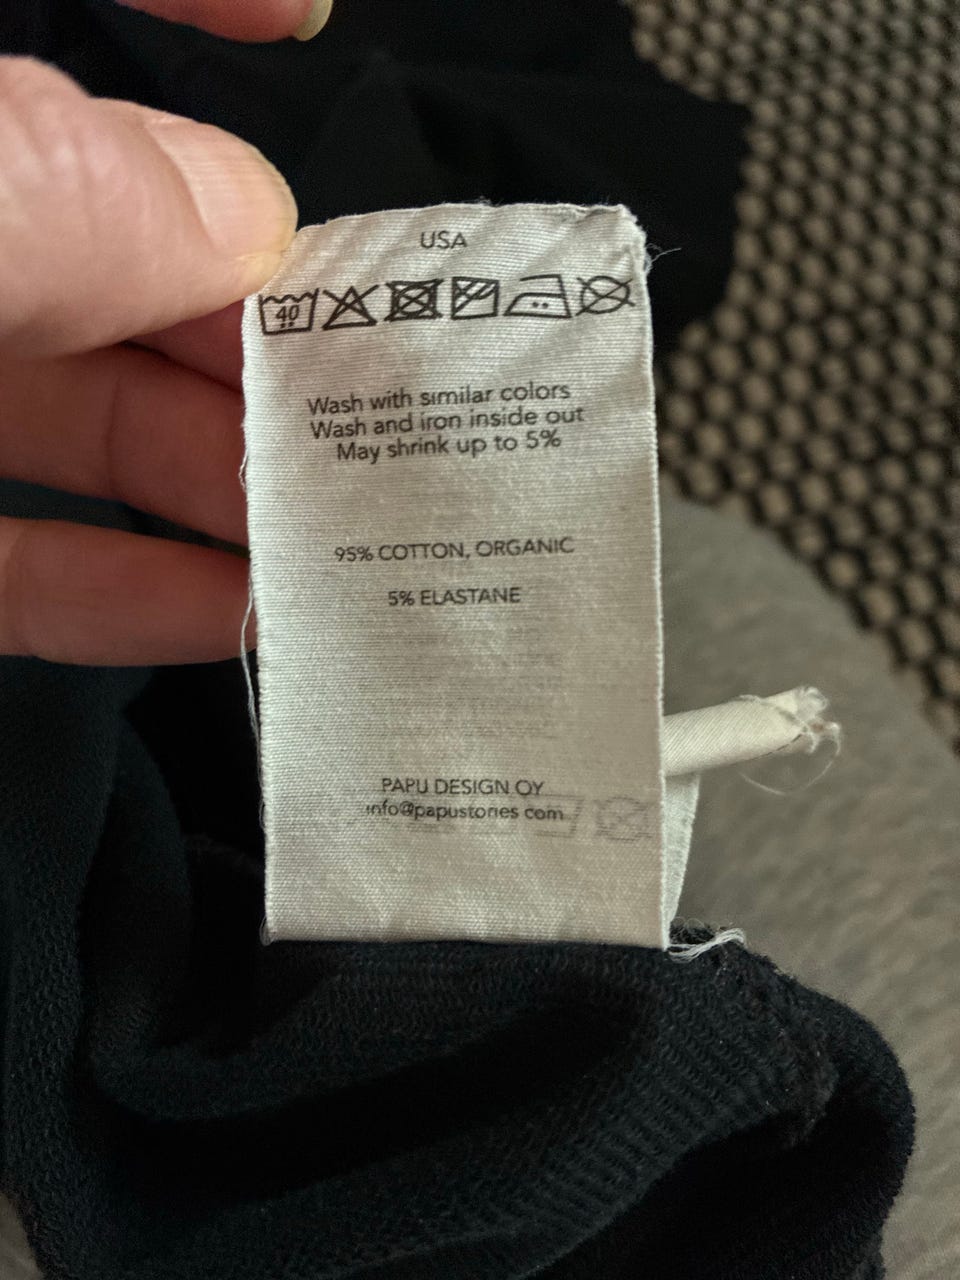 USA
40
Wash with similar colors
Wash and iron inside out
May shrink up to 5%
95% COTTON, ORGANIC
5% ELASTANE
PAPU DESIGN OY
info@papustories.com